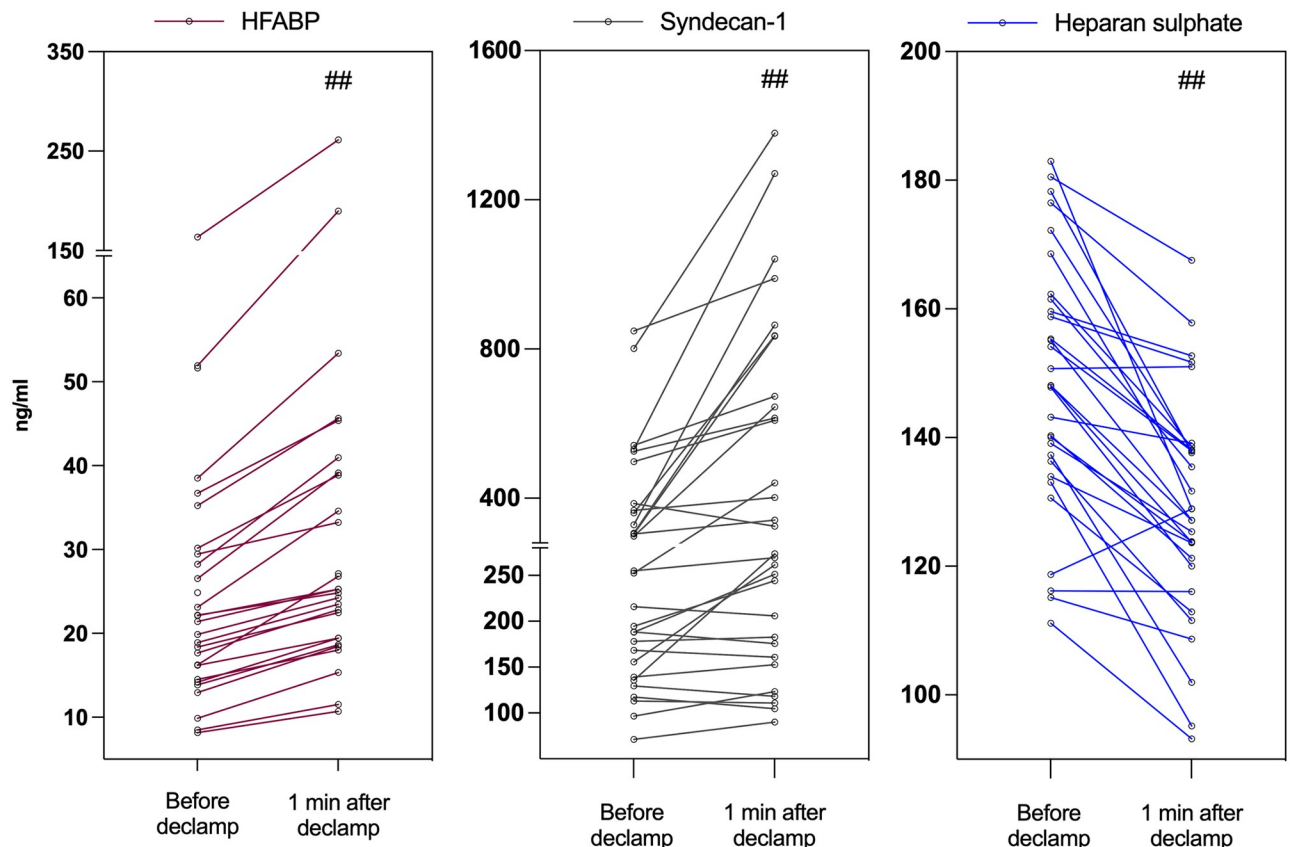 HFABP
Syndecan-1
Heparan sulphate
ng/ml
350
250
150
60
50
40
30
20
10
##
Before
declamp
1 min after
declamp
1600
1200
800
400
250
200
150
100
##
Before
declamp
1 min after
declamp
200
180
160
140
120
100
##
Before
declamp
1 min after
declamp